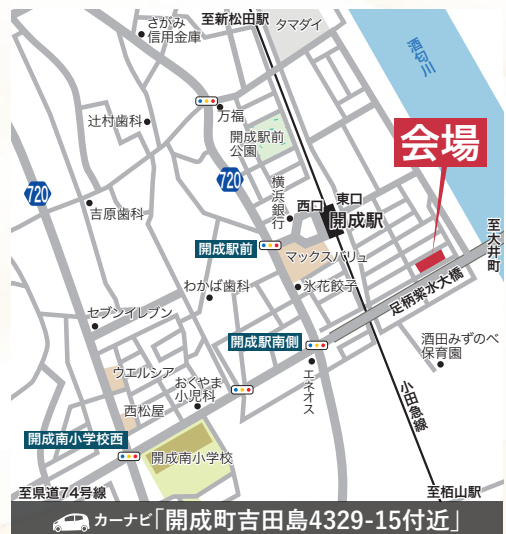 至新松田駅
タマダイ
さがみ
信用金庫
酒匂川
万福
辻村歯科
開成駅前
公園
会場
720
720
横浜銀行
西口
東口
開成駅
吉原歯科
至大井町
開成駅前
マックスバリュ
わかば歯科
氷花餃子
足柄紫水大橋
セブンイレブン
開成駅南側
酒田みずのべ
保育園
ウエルシア
おくやま
小児科
エネオス
小田急線
西松屋
開成南小学校西
開成南小学校
至県道74号線
至栢山駅
カーナビ「開成町吉田島4329-15付近」